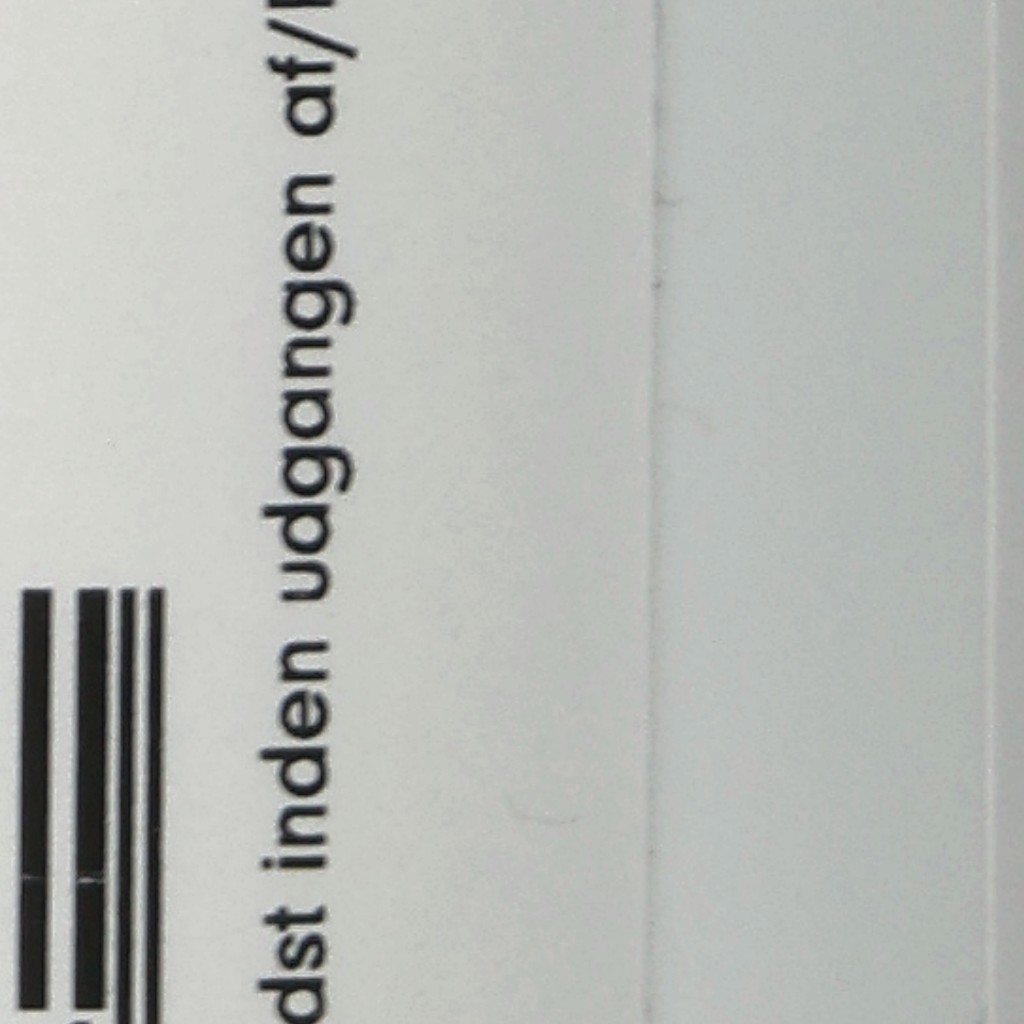 dst inden udgangen af/